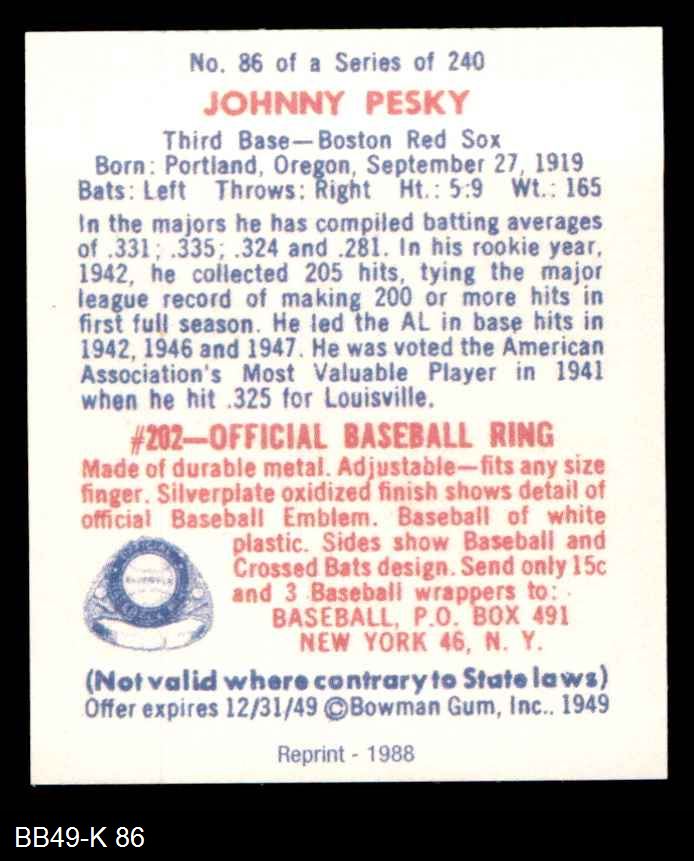 No. 86 of a Series of 240
JOHNNY PESKY
Third Base—Boston Red Sox
Born: Portland, Oregon, September 27, 1919
Bats: Left Throws: Right Ht.: 5:9 Wt.: 165
In the majors he has compiled batting averages
of .331; .335; .324 and .281. In his rookie year,
1942, he collected 205 hits, tying the major
league record of making 200 or more hits in
first full season. He led the AL in base hits in
1942, 1946 and 1947. He was voted the American
Association's Most Valuable Player in 1941
when he hit .325 for Louisville.
#202—OFFICIAL BASEBALL RING
Made of durable metal. Adjustable—fits any size
finger. Silverplate oxidized finish shows detail of
official Baseball Emblem. Baseball of white
plastic. Sides show Baseball and
Crossed Bats design. Send only 15c
and 3 Baseball wrappers to:
BASEBALL, P.O. BOX 491
NEW YORK 46, N. Y.
(Not valid where contrary to State laws)
Offer expires 12/31/49 ©Bowman Gum, Inc.. 1949
Reprint - 1988
BB49-K 86